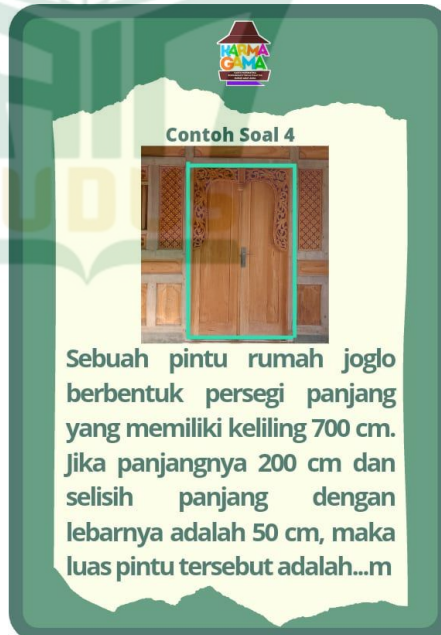 HARMA
GAMA
Contoh Soal 4
Sebuah pintu rumah joglo
berbentuk persegi panjang
yang memiliki keliling 700 cm.
Jika panjangnya 200 cm dan
selisih panjang dengan
lebarnya adalah 50 cm, maka
luas pintu tersebut adalah...m